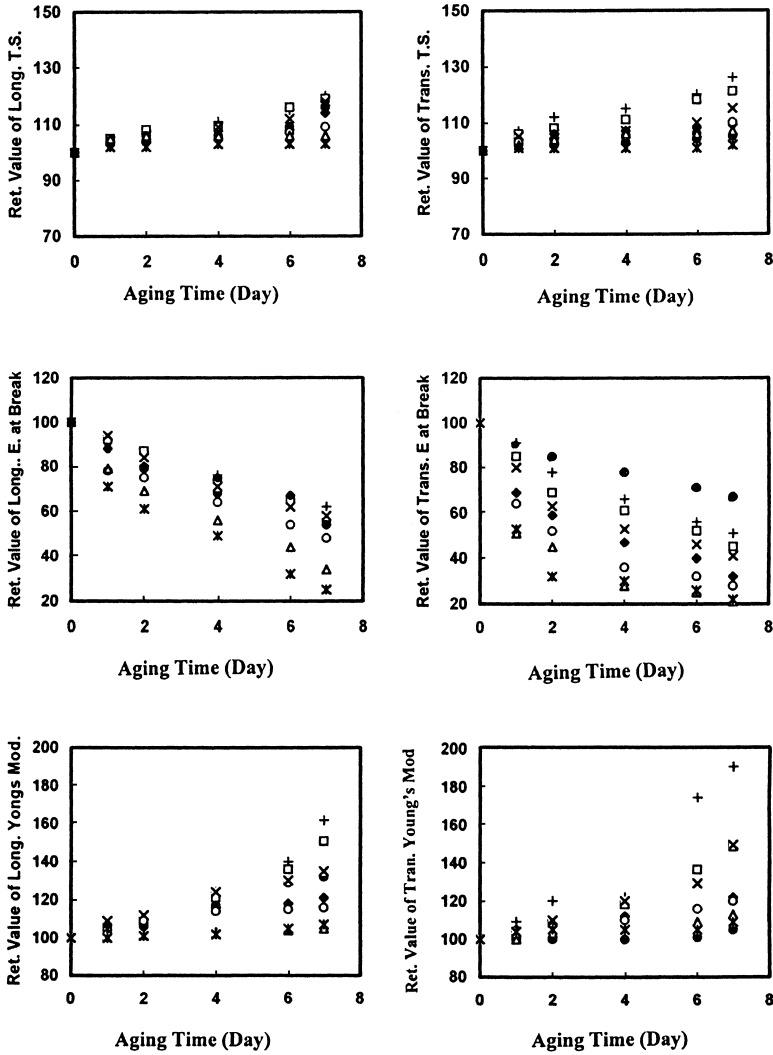 Ret. Value of Long. T.S.
150
130
110
90
70
0 2 4 6 8
Aging Time (Day)
Ret. Value of Trans. T.S.
150
130
110
90
70
0 2 4 6 8
Aging Time (Day)
Ret. Value of Long.. E. at Break
120
100
80
60
40
20
0 2 4 6 8
Aging Time (Day)
Ret. Value of Trans. E at Break
120
100
80
60
40
20
0 2 4 6 8
Aging Time (Day)
Ret. Value of Long. Yongs Mod.
200
180
160
140
120
100
80
0 2 4 6 8
Aging Time (Day)
Ret. Value of Tran. Young's Mod
200
180
160
140
120
100
80
0 2 4 6 8
Aging Time (Day)